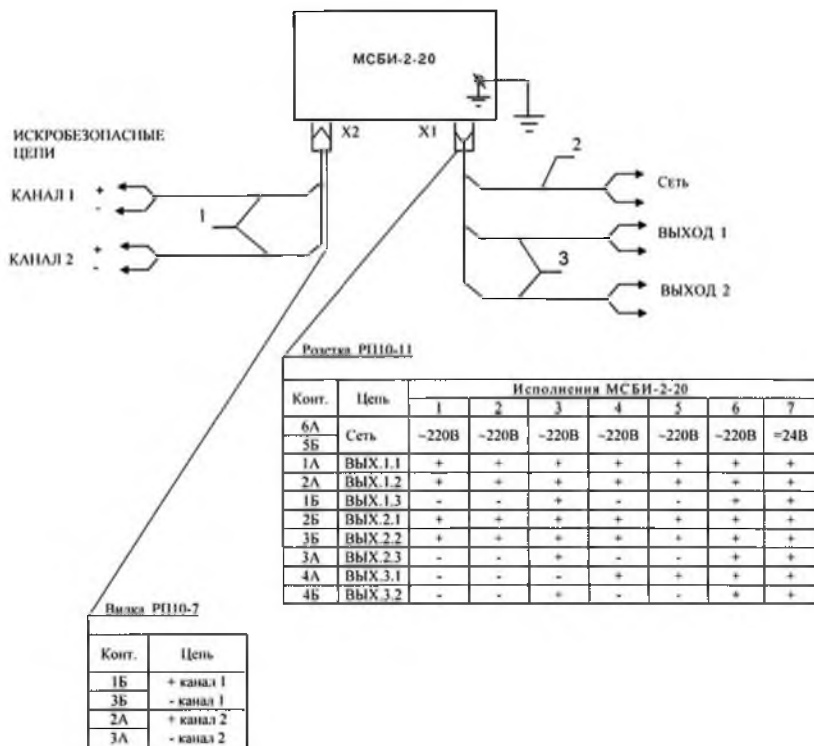 МСБИ-2-20
ИСКРОБЕЗОПАСНЫЕ
ЦЕПИ
X2
X1
КАНАЛ 1
+
-
КАНАЛ 2
+
-
1
2
3
Сеть
ВЫХОД 1
ВЫХОД 2
Розетка РП10-11
Конт. Цепь Исполнения МСБИ-2-20
1 2 3 4 5 6 7
6А 5Б Сеть ~220В ~220В ~220В ~220В ~220В ~220В =24В
1А ВЫХ.1.1 + + + + + + +
2А ВЫХ.1.2 + + + + + + +
1Б ВЫХ.1.3 - - + - - + +
2Б ВЫХ.2.1 + + + + + + +
3Б ВЫХ.2.2 + + + + + + +
3А ВЫХ.2.3 - - + - - + +
4А ВЫХ.3.1 - - - + + + +
4Б ВЫХ.3.2 - - + - - + +
Вилка РП10-7
Конт. Цепь
1Б + канал 1
3Б - канал 1
2А + канал 2
3А - канал 2